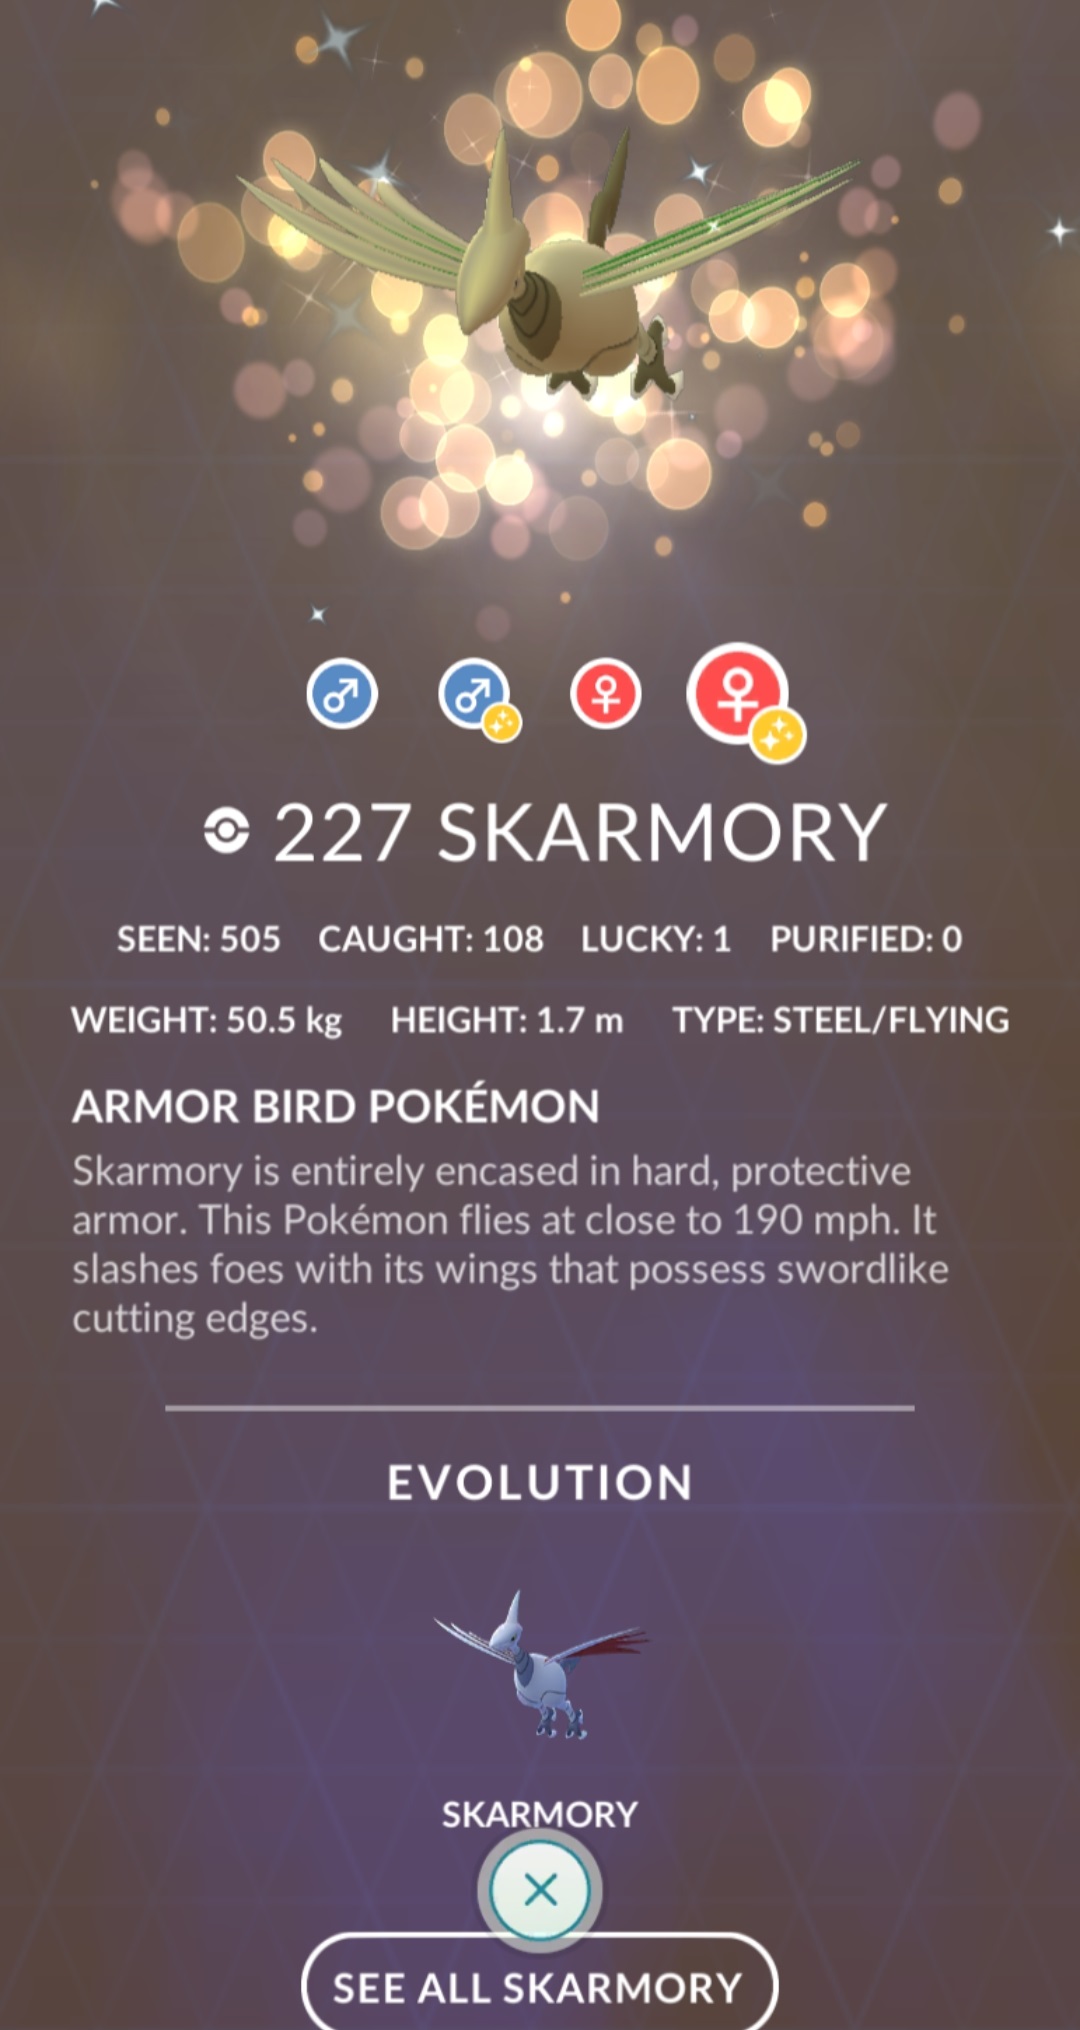 227 SKARMORY
SEEN: 505 CAUGHT: 108 LUCKY: 1 PURIFIED: 0
WEIGHT: 50.5 kg HEIGHT: 1.7 m TYPE: STEEL/FLYING
ARMOR BIRD POKÉMON
Skarmory is entirely encased in hard, protective
armor. This Pokémon flies at close to 190 mph. It
slashes foes with its wings that possess swordlike
cutting edges.
EVOLUTION
SKARMORY
SEE ALL SKARMORY